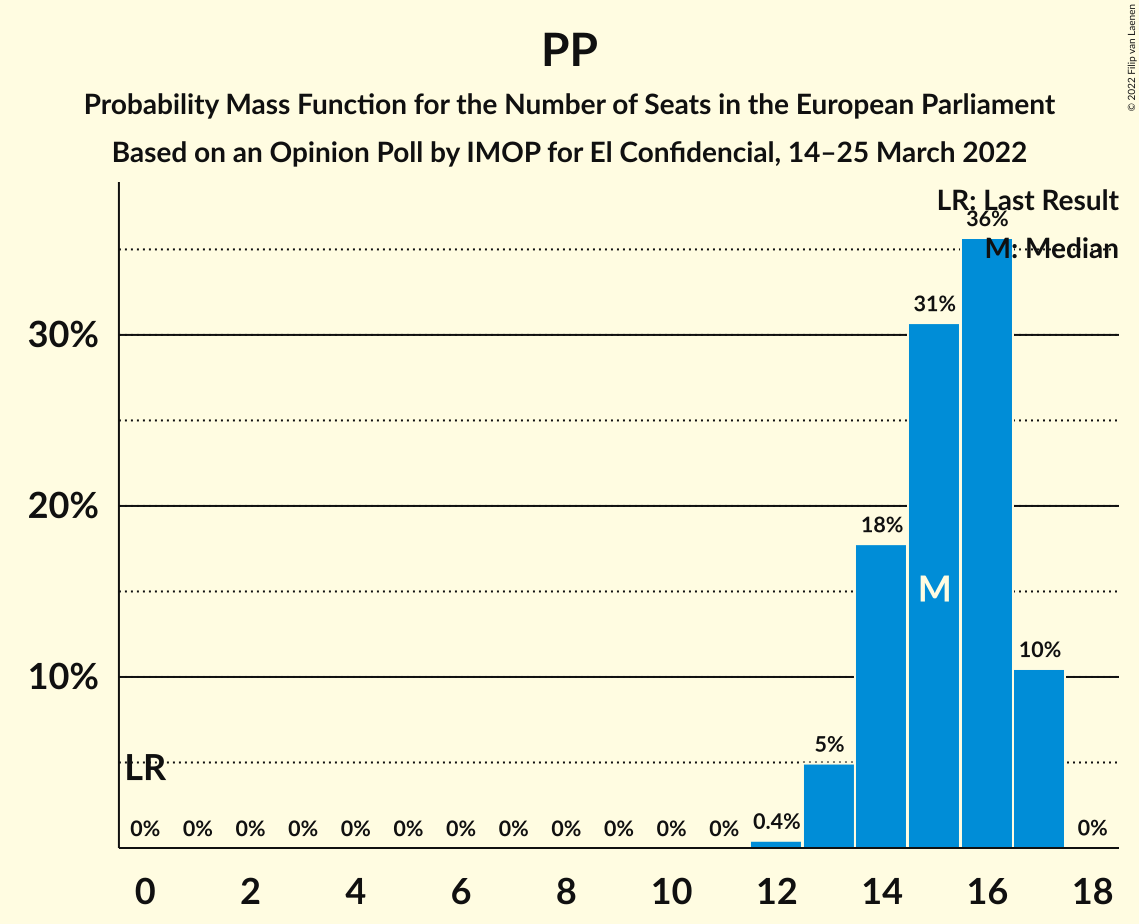 PP
Probability Mass Function for the Number of Seats in the European Parliament
Based on an Opinion Poll by IMOP for El Confidencial, 14–25 March 2022
© 2022 Filip van Laenen
LR: Last Result
M: Median
36%
31%
30%
20%
18%
M
10%
10%
5%
LR
0% 0% 0% 0% 0% 0% 0% 0% 0% 0% 0% 0% 0.4% 0%
0 2 4 6 8 10 12 14 16 18